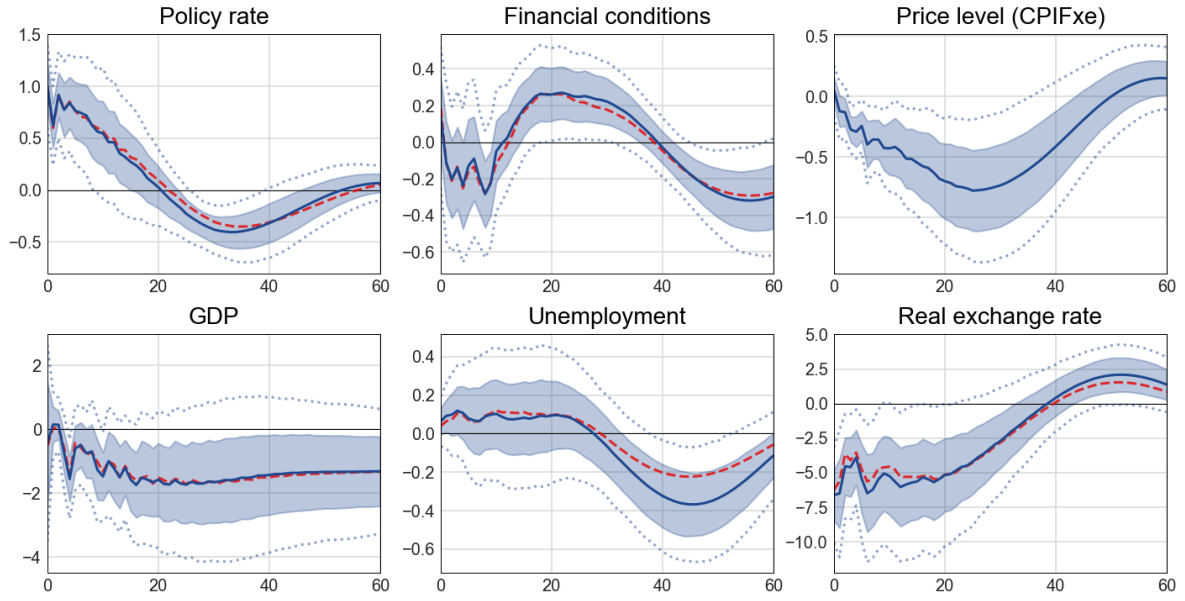 Policy rate
1.5
1.0
0.5
0.0
−0.5
0 20 40 60
Financial conditions
0.4
0.2
0.0
−0.2
−0.4
−0.6
0 20 40 60
Price level (CPIFxe)
0.5
0.0
−0.5
−1.0
0 20 40 60
GDP
2
0
−2
−4
0 20 40 60
Unemployment
0.4
0.2
0.0
−0.2
−0.4
−0.6
0 20 40 60
Real exchange rate
5.0
2.5
0.0
−2.5
−5.0
−7.5
−10.0
0 20 40 60